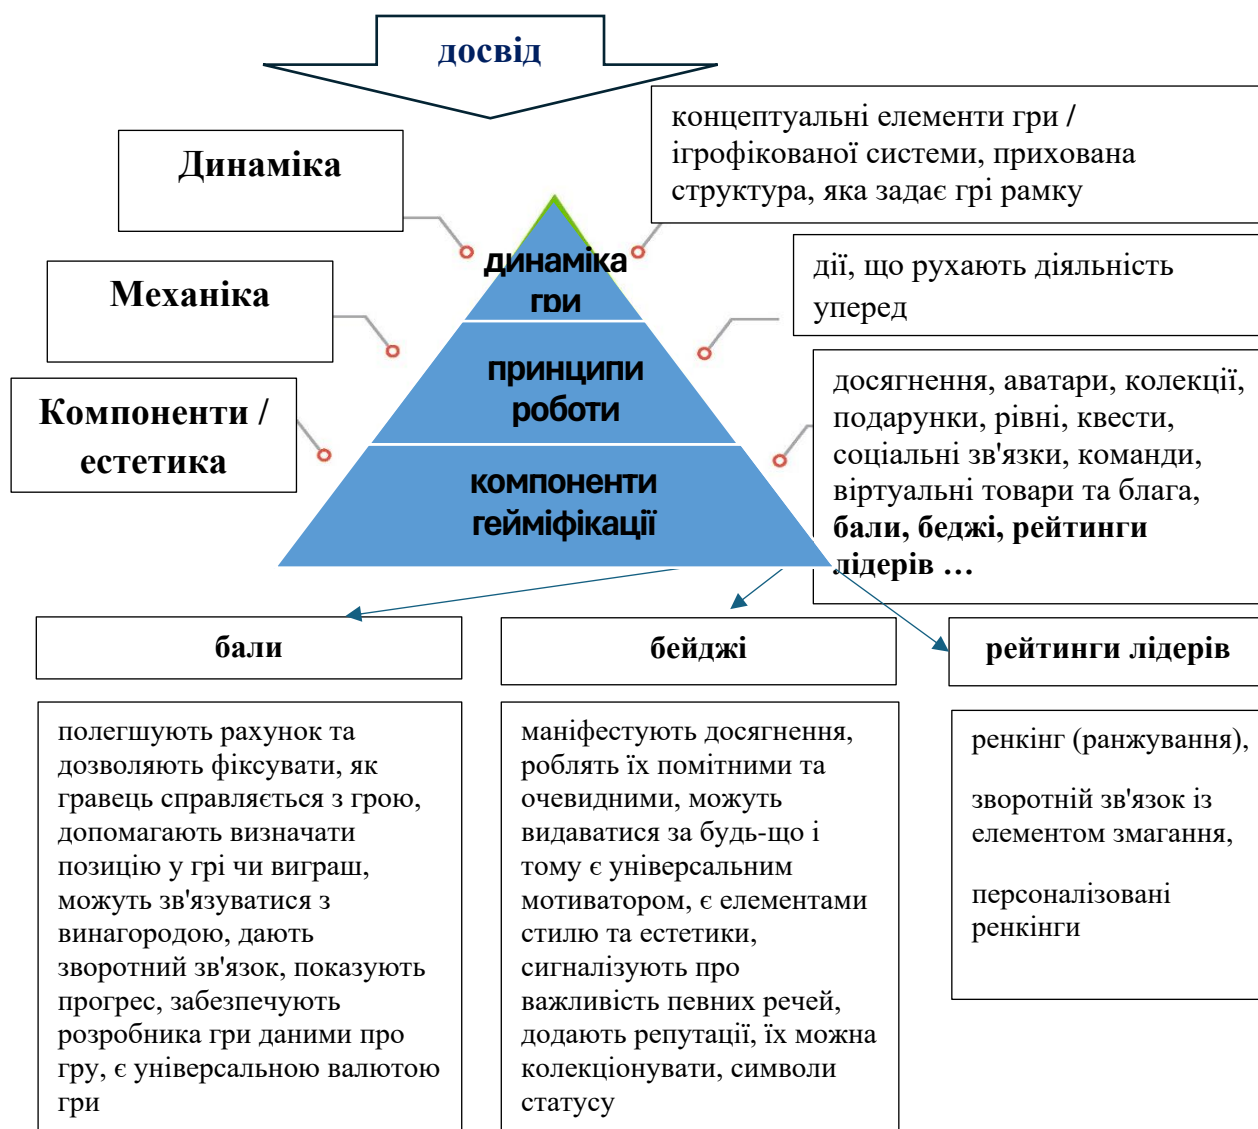 досвід
Динаміка
концептуальні елементи гри /
ігрофікованої системи, прихована
структура, яка задає грі рамку
динаміка
гри
Механіка
дії, що рухають діяльність
уперед
принципи
роботи
Компоненти /
естетика
досягнення, аватари, колекції,
подарунки, рівні, квести,
соціальні зв'язки, команди,
віртуальні товари та блага,
бали, беджі, рейтинги
лідерів ...
компоненти
гейміфікації
бали
полегшують рахунок та
дозволяють фіксувати, як
гравець справляється з грою,
допомагають визначати
позицію у грі чи виграш,
можуть зв'язуватися з
винагородою, дають
зворотний зв'язок, показують
прогрес, забезпечують
розробника гри даними про
гру, є універсальною валютою
гри
бейджі
маніфестують досягнення,
роблять їх помітними та
очевидними, можуть
видаватися за будь-що і
тому є універсальним
мотиватором, є елементами
стилю та естетики,
сигналізують про
важливість певних речей,
додають репутації, їх можна
колекціонувати, символи
статусу
рейтинги лідерів
ренкінг (ранжування),
зворотній зв'язок із
елементом змагання,
персоналізовані
ренкінги